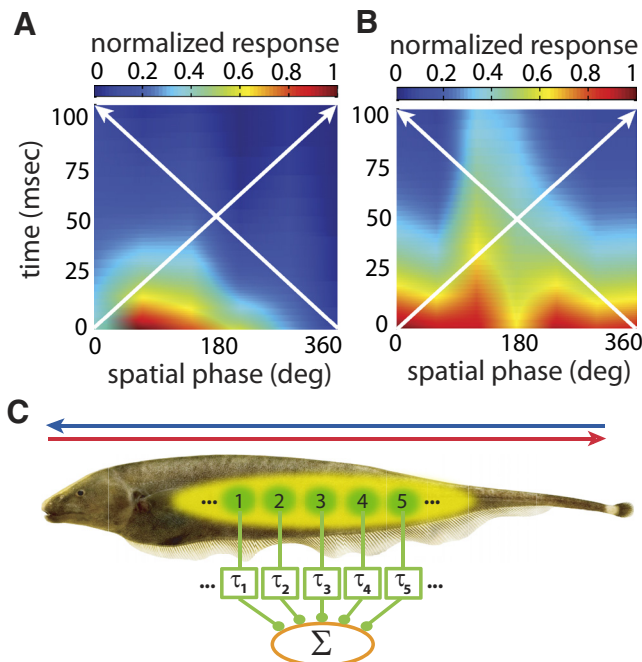 A
normalized response
0 0.2 0.4 0.6 0.8 1
100
75
50
25
0
time (msec)
0 180 360
spatial phase (deg)
B
normalized response
0 0.2 0.4 0.6 0.8 1
100
75
50
25
0
0 180 360
spatial phase (deg)
C
... 1 2 3 4 5 ...
... τ1 τ2 τ3 τ4 τ5 ...
Σ